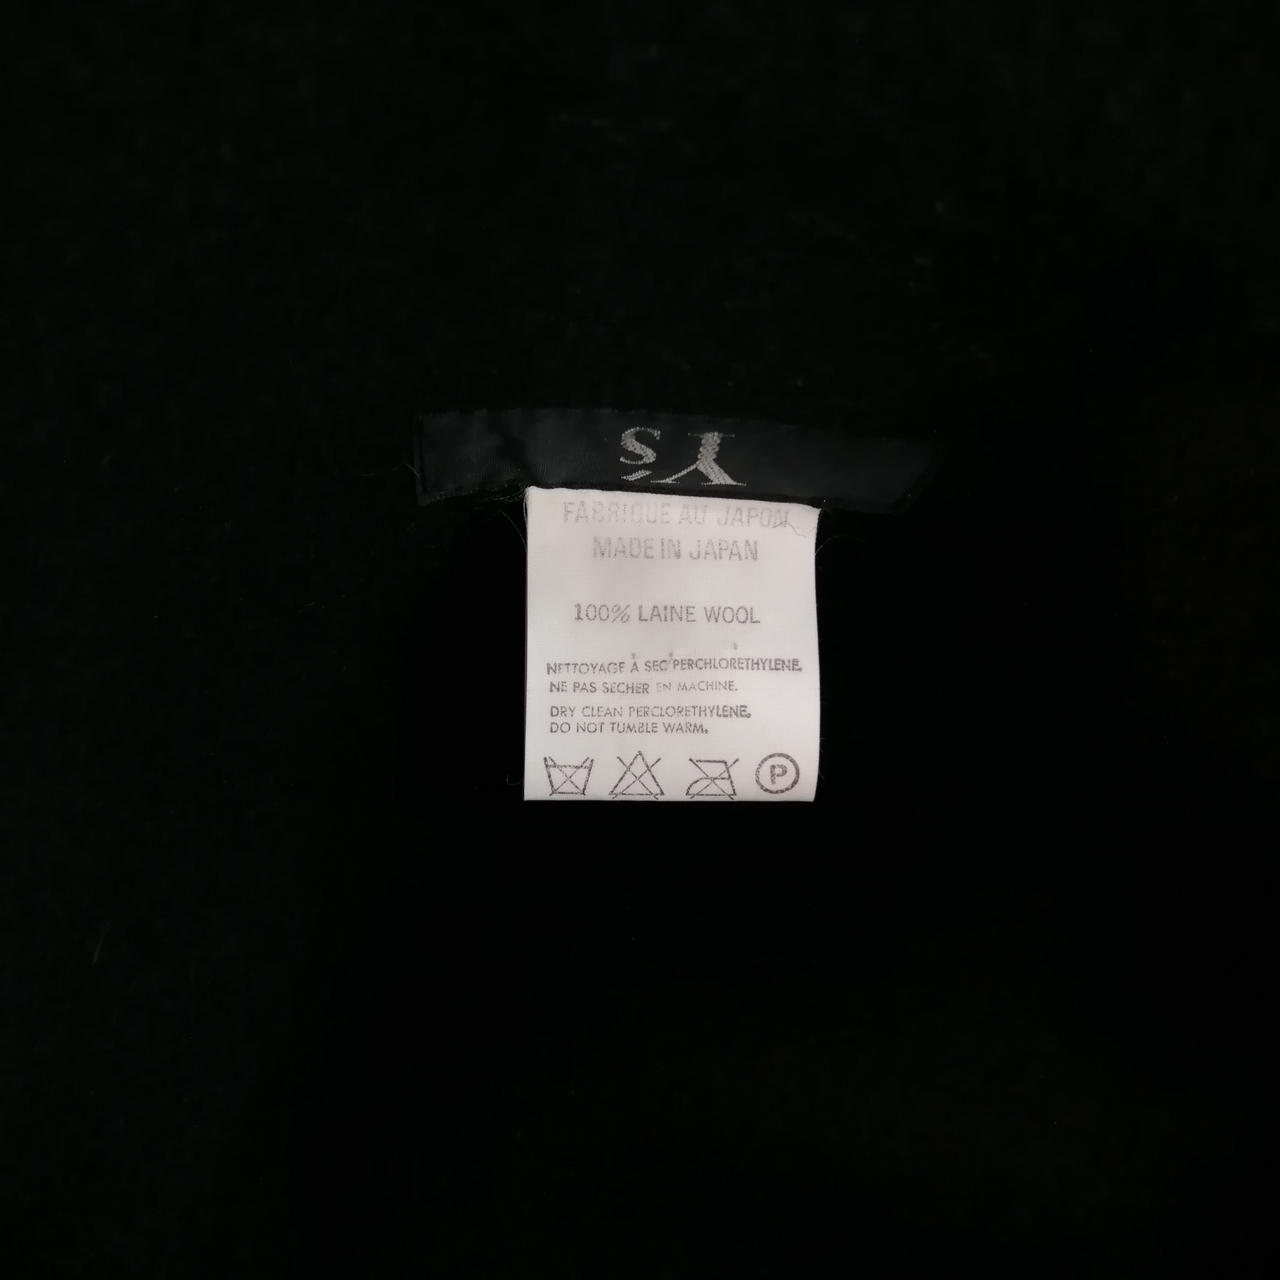 Y's
FABRIQUE AU JAPON
MADE IN JAPAN
100% LAINE WOOL
NETTOYAGE À SEC PERCHLORETHYLENE.
NE PAS SECHER EN MACHINE.
DRY CLEAN PERCLORETHYLENE.
DO NOT TUMBLE WARM.
P